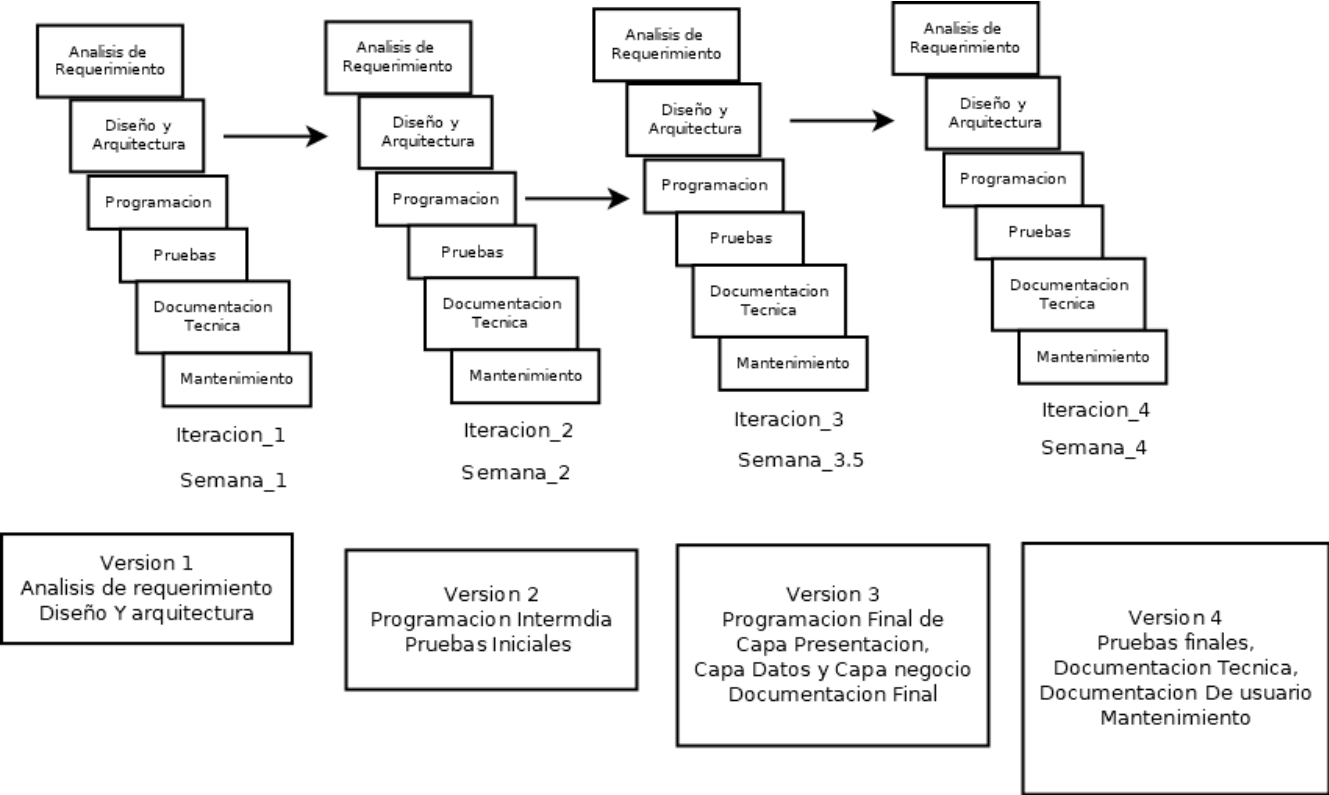 Analisis de
Requerimiento
Diseño y
Arquitectura
Programacion
Pruebas
Documentacion
Tecnica
Mantenimiento
Iteracion_1
Semana_1
Analisis de
Requerimiento
Diseño y
Arquitectura
Programacion
Pruebas
Documentacion
Tecnica
Mantenimiento
Iteracion_2
Semana_2
Analisis de
Requerimiento
Diseño y
Arquitectura
Programacion
Pruebas
Documentacion
Tecnica
Mantenimiento
Iteracion_3
Semana_3.5
Analisis de
Requerimiento
Diseño y
Arquitectura
Programacion
Pruebas
Documentacion
Tecnica
Mantenimiento
Iteracion_4
Semana_4
Version 1
Analisis de requerimiento
Diseño Y arquitectura
Version 2
Programacion Intermdia
Pruebas Iniciales
Version 3
Programacion Final de
Capa Presentacion,
Capa Datos y Capa negocio
Documentacion Final
Version 4
Pruebas finales,
Documentacion Tecnica,
Documentacion De usuario
Mantenimiento